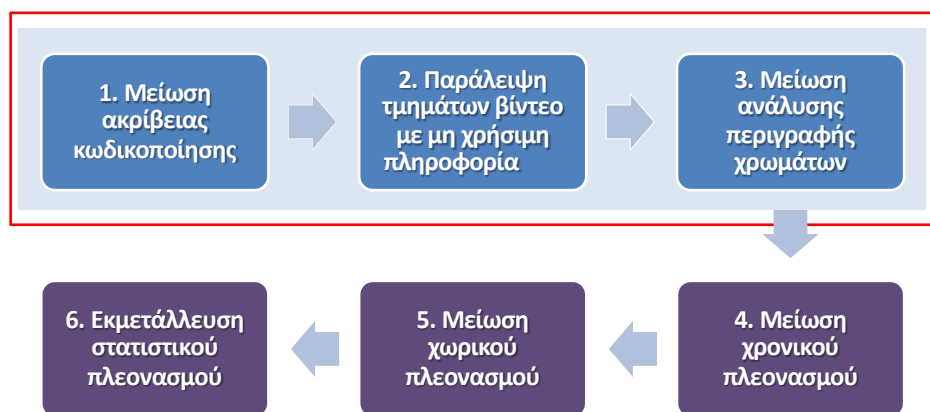 1. Μείωση
ακρίβειας
κωδικοποίησης
2. Παράλειψη
τμημάτων βίντεο
με μη χρήσιμη
πληροφορία
3. Μείωση
ανάλυσης
περιγραφής
χρωμάτων
6. Εκμετάλλευση
στατιστικού
πλεονασμού
5. Μείωση
χωρικού
πλεονασμού
4. Μείωση
χρονικού
πλεονασμού